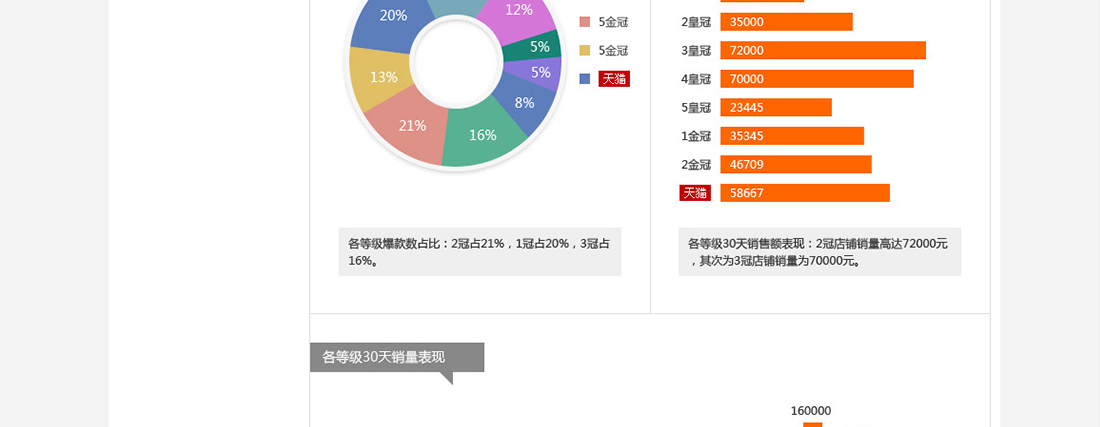 20%
12%
5%
5%
8%
16%
21%
13%
5金冠
5金冠
天猫
2皇冠 35000
3皇冠 72000
4皇冠 70000
5皇冠 23445
1金冠 35345
2金冠 46709
天猫 58667
各等级爆款数占比：2冠占21%，1冠占20%，3冠占
16%。
各等级30天销售额表现：2冠店铺销量高达72000元
，其次为3冠店铺销量为70000元。
各等级30天销量表现
160000